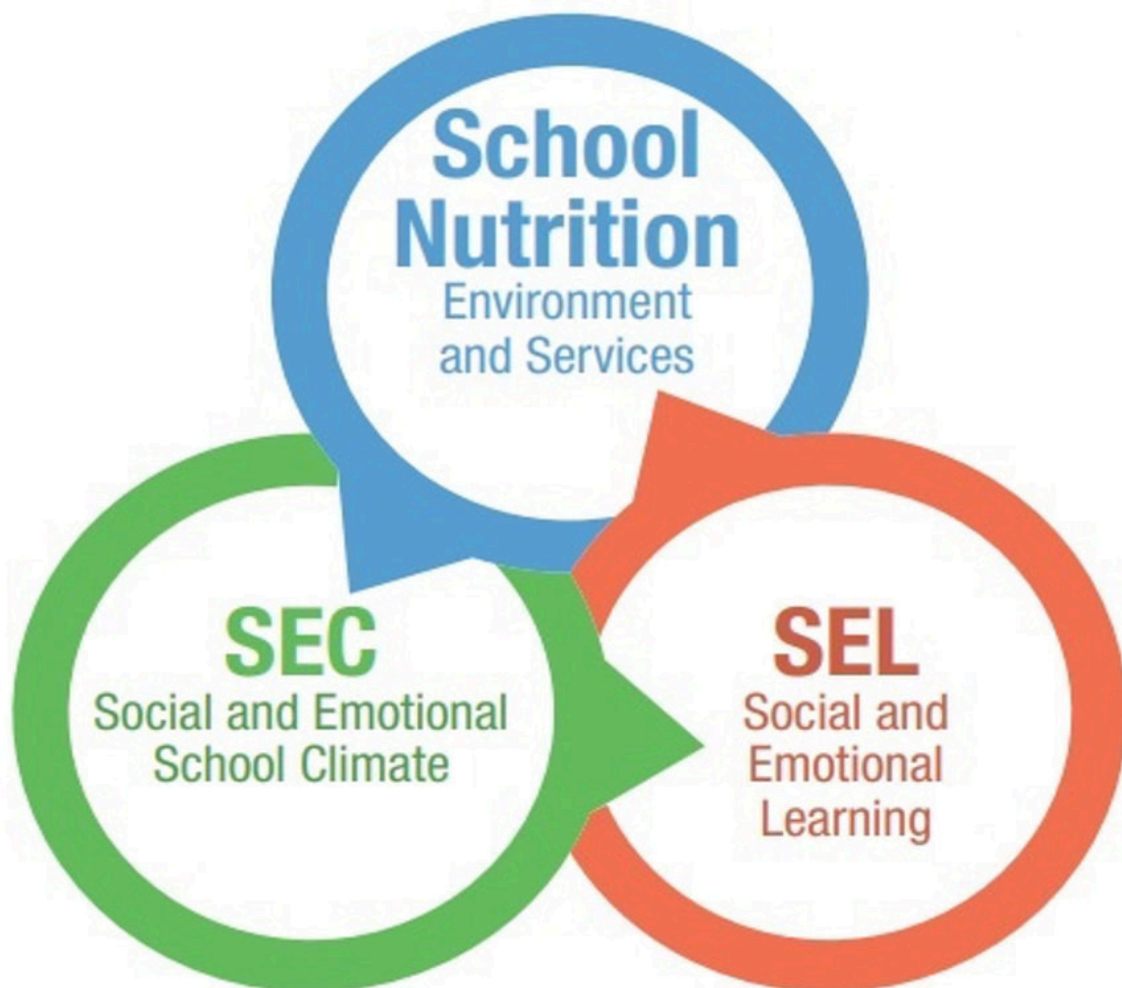 School
Nutrition
Environment
and Services
SEC
Social and Emotional
School Climate
SEL
Social and
Emotional
Learning